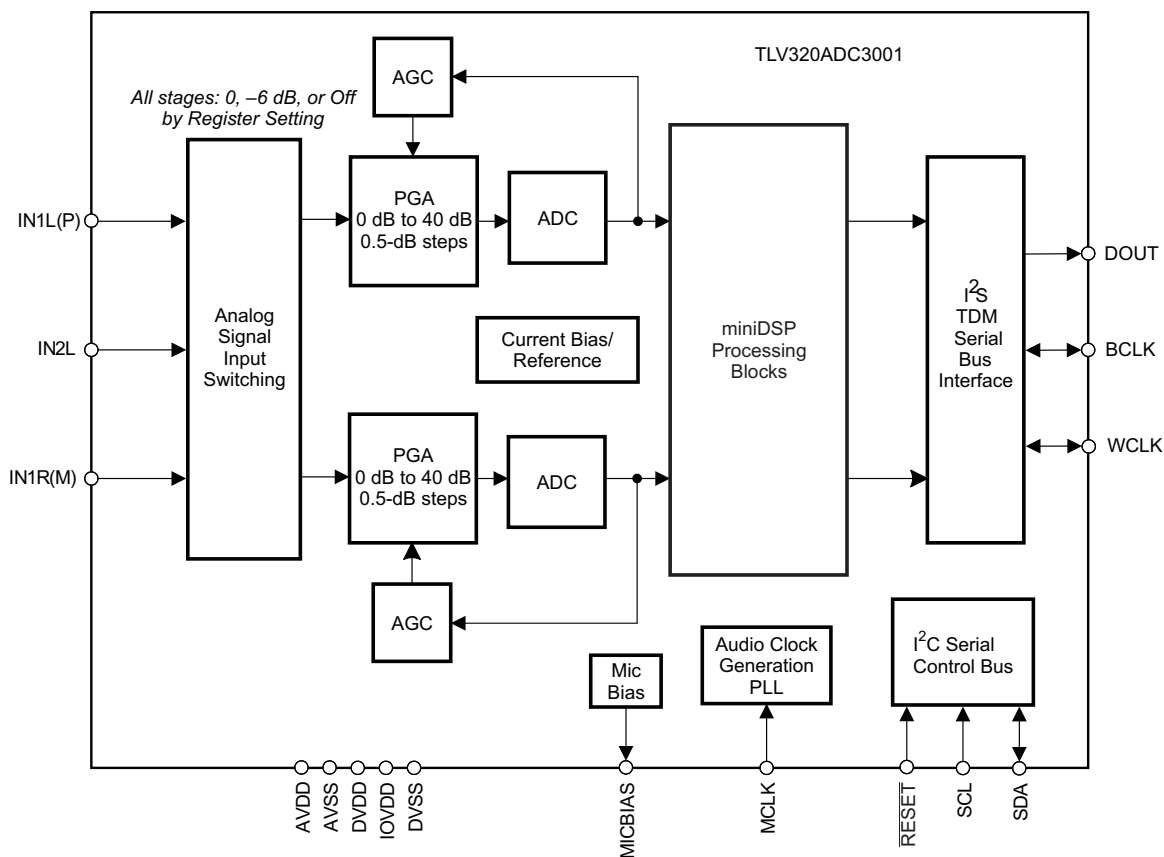 TLV320ADC3001
AGC
All stages: 0, –6 dB, or Off
by Register Setting
PGA
0 dB to 40 dB
0.5-dB steps
ADC
IN1L(P)
DOUT
I2S
TDM
Serial
Bus
Interface
Analog
Signal
Input
Switching
Current Bias/
Reference
miniDSP
Processing
Blocks
IN2L
BCLK
PGA
0 dB to 40 dB
0.5-dB steps
ADC
IN1R(M)
WCLK
AGC
Mic
Bias
Audio Clock
Generation
PLL
I2C Serial
Control Bus
AVDD
AVSS
DVDD
IOVDD
DVSS
MICBIAS
MCLK
RESET
SCL
SDA